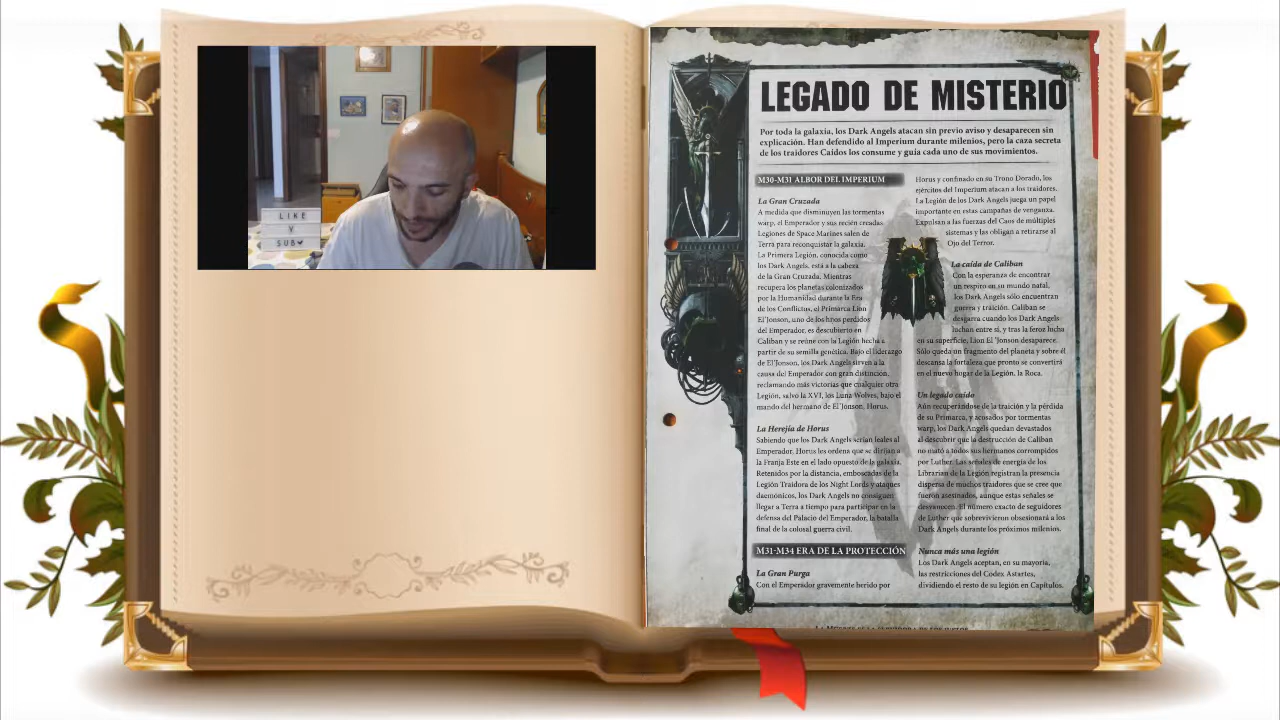 LIKE
Y
SUB
LEGADO DE MISTERIO
Por toda la galaxia, los Dark Angels atacan sin previo aviso y desaparecen sin
explicación. Han defendido al Imperium durante milenios, pero la caza secreta
de los traidores Caídos los consume y guía cada uno de sus movimientos.
M30-M31 ALBOR DEL IMPERIUM
La Gran Cruzada
A medida que disminuyen las tormentas
warp, el Emperador y sus recién creadas
Legiones de Space Marines salen de
Terra para reconquistar la galaxia.
La Primera Legión, conocida como
los Dark Angels, está a la cabeza
de la Gran Cruzada. Mientras
recupera los planetas colonizados
por la Humanidad durante la Era
de los Conflictos, el Primarca Lion
El'Jonson, uno de los hijos perdidos
del Emperador, es descubierto en
Caliban y se reúne con la Legión hecha a
partir de su semilla genética. Bajo el liderazgo
de El'Jonson, los Dark Angels sirven a la
causa del Emperador con gran distinción,
reclamando más victorias que cualquier otra
Legión, salvo la XVI, los Luna Wolves, bajo el
mando del hermano de El'Jonson, Horus.
La Herejía de Horus
Sabiendo que los Dark Angels serían leales al
Emperador, Horus les ordena que se dirijan a
la Franja Este en el lado opuesto de la galaxia.
Retenidos por la distancia, emboscadas de la
Legión Traidora de los Night Lords y ataques
daemónicos, los Dark Angels no consiguen
llegar a Terra a tiempo para participar en la
defensa del Palacio del Emperador, la batalla
final de la colosal guerra civil.
M31-M34 ERA DE LA PROTECCIÓN
La Gran Purga
Con el Emperador gravemente herido por
Horus y confinado en su Trono Dorado, los
ejércitos del Imperium atacan a los traidores.
La Legión de los Dark Angels juega un papel
importante en estas campañas de venganza.
Expulsan a las fuerzas del Caos de múltiples
sistemas y las obligan a retirarse al
Ojo del Terror.
La caída de Caliban
Con la esperanza de encontrar
un respiro en su mundo natal,
los Dark Angels sólo encuentran
guerra y traición. Caliban se
desgarra cuando los Dark Angels
luchan entre sí, y tras la feroz lucha
en su superficie, Lion El'Jonson desaparece.
Sólo queda un fragmento del planeta y sobre él
descansa la fortaleza que pronto se convertirá
en el nuevo hogar de la Legión, la Roca.
Un legado caído
Aún recuperándose de la traición y la pérdida
de su Primarca, y acosados por tormentas
warp, los Dark Angels quedan devastados
al descubrir que la destrucción de Caliban
no mató a todos sus hermanos corrompidos
por Luther. Las señales de energía de los
Librarian de la Legión registran la presencia
dispersa de muchos traidores que se cree que
fueron asesinados, aunque estas señales se
desvanecen. El número exacto de seguidores
de Luther que sobrevivieron obsesionará a los
Dark Angels durante los próximos milenios.
Nunca más una legión
Los Dark Angels aceptan, en su mayoría,
las restricciones del Codex Astartes,
dividiendo el resto de su legión en Capítulos.